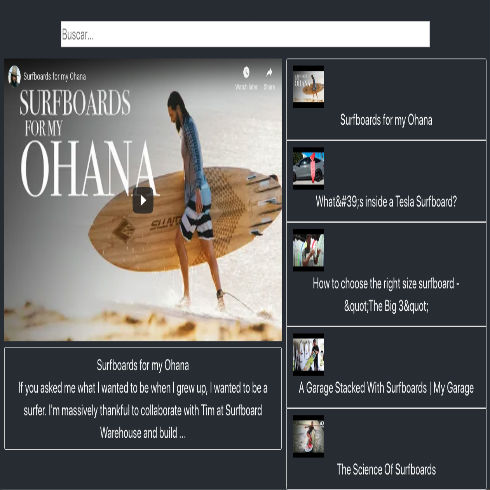 Buscar...
Surfboards for my Ohana
Watch later
Share
SURFBOARDS
FOR MY
OHANA
Surfboards for my Ohana
If you asked me what I wanted to be when I grew up, I wanted to be a
surfer. I'm massively thankful to collaborate with Tim at Surfboard
Warehouse and build ...
Surfboards for my Ohana
What&#39;s inside a Tesla Surfboard?
How to choose the right size surfboard -
&quot;The Big 3&quot;
A Garage Stacked With Surfboards | My Garage
The Science Of Surfboards